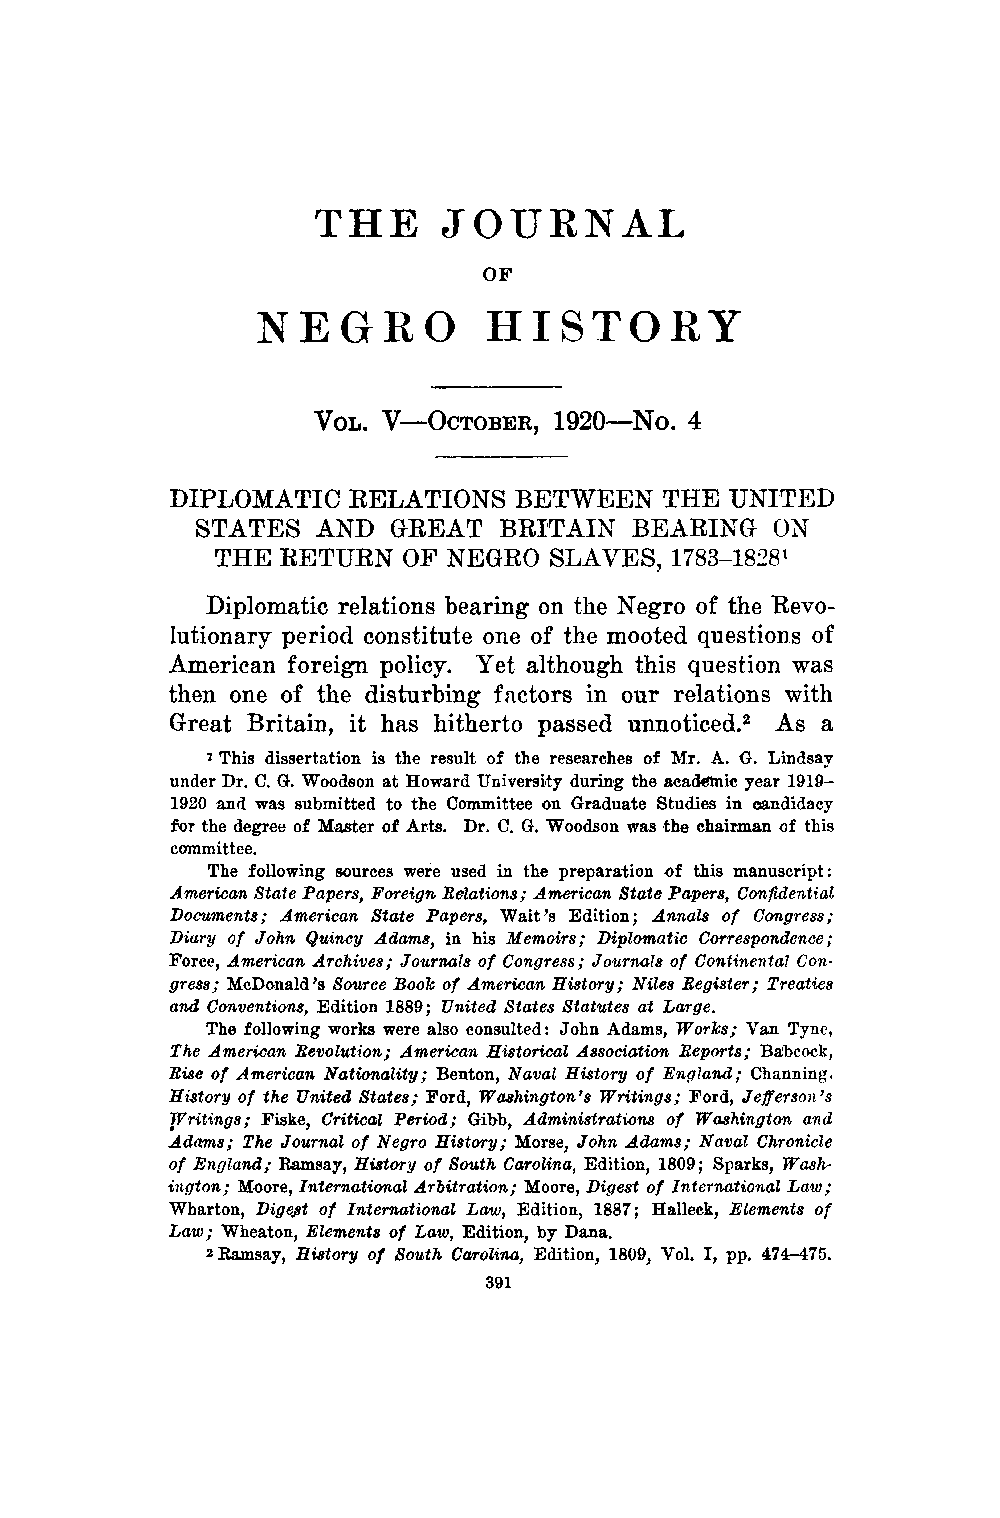 THE JOURNAL
OF
NEGRO HISTORY
VOL. V—OCTOBER, 1920—NO. 4
DIPLOMATIC RELATIONS BETWEEN THE UNITED
STATES AND GREAT BRITAIN BEARING ON
THE RETURN OF NEGRO SLAVES, 1783–1828¹
Diplomatic relations bearing on the Negro of the Revo-
lutionary period constitute one of the mooted questions of
American foreign policy. Yet although this question was
then one of the disturbing factors in our relations with
Great Britain, it has hitherto passed unnoticed.² As a
¹ This dissertation is the result of the researches of Mr. A. G. Lindsay
under Dr. C. G. Woodson at Howard University during the academic year 1919–
1920 and was submitted to the Committee on Graduate Studies in candidacy
for the degree of Master of Arts. Dr. C. G. Woodson was the chairman of this
committee.
The following sources were used in the preparation of this manuscript:
American State Papers, Foreign Relations; American State Papers, Confidential
Documents; American State Papers, Wait's Edition; Annals of Congress;
Diary of John Quincy Adams, in his Memoirs; Diplomatic Correspondence;
Force, American Archives; Journals of Congress; Journals of Continental Con-
gress; McDonald's Source Book of American History; Niles Register; Treaties
and Conventions, Edition 1889; United States Statutes at Large.
The following works were also consulted: John Adams, Works; Van Tyne,
The American Revolution; American Historical Association Reports; Babcock,
Rise of American Nationality; Benton, Naval History of England; Channing.
History of the United States; Ford, Washington's Writings; Ford, Jefferson's
Writings; Fiske, Critical Period; Gibb, Administrations of Washington and
Adams; The Journal of Negro History; Morse, John Adams; Naval Chronicle
of England; Ramsay, History of South Carolina, Edition, 1809; Sparks, Wash-
ington; Moore, International Arbitration; Moore, Digest of International Law;
Wharton, Digest of International Law, Edition, 1887; Halleck, Elements of
Law; Wheaton, Elements of Law, Edition, by Dana.
² Ramsay, History of South Carolina, Edition, 1809, Vol. I, pp. 474–475.
391